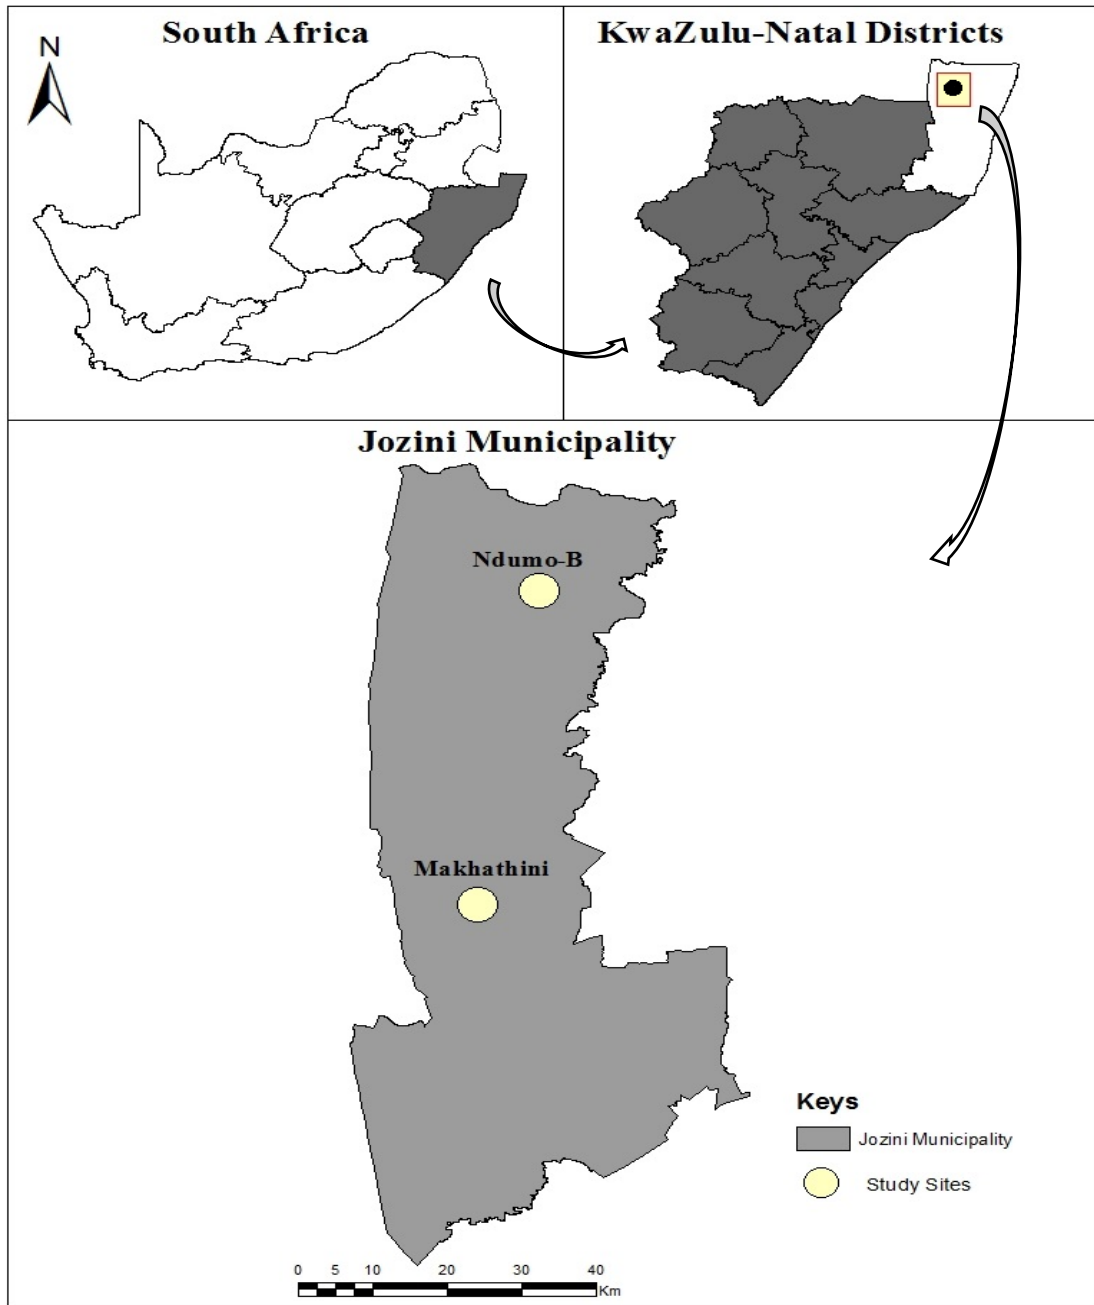 South Africa
KwaZulu-Natal Districts
N
Jozini Municipality
Ndumo-B
Makhathini
Keys
Jozini Municipality
Study Sites
0 5 10 20 30 40
Km